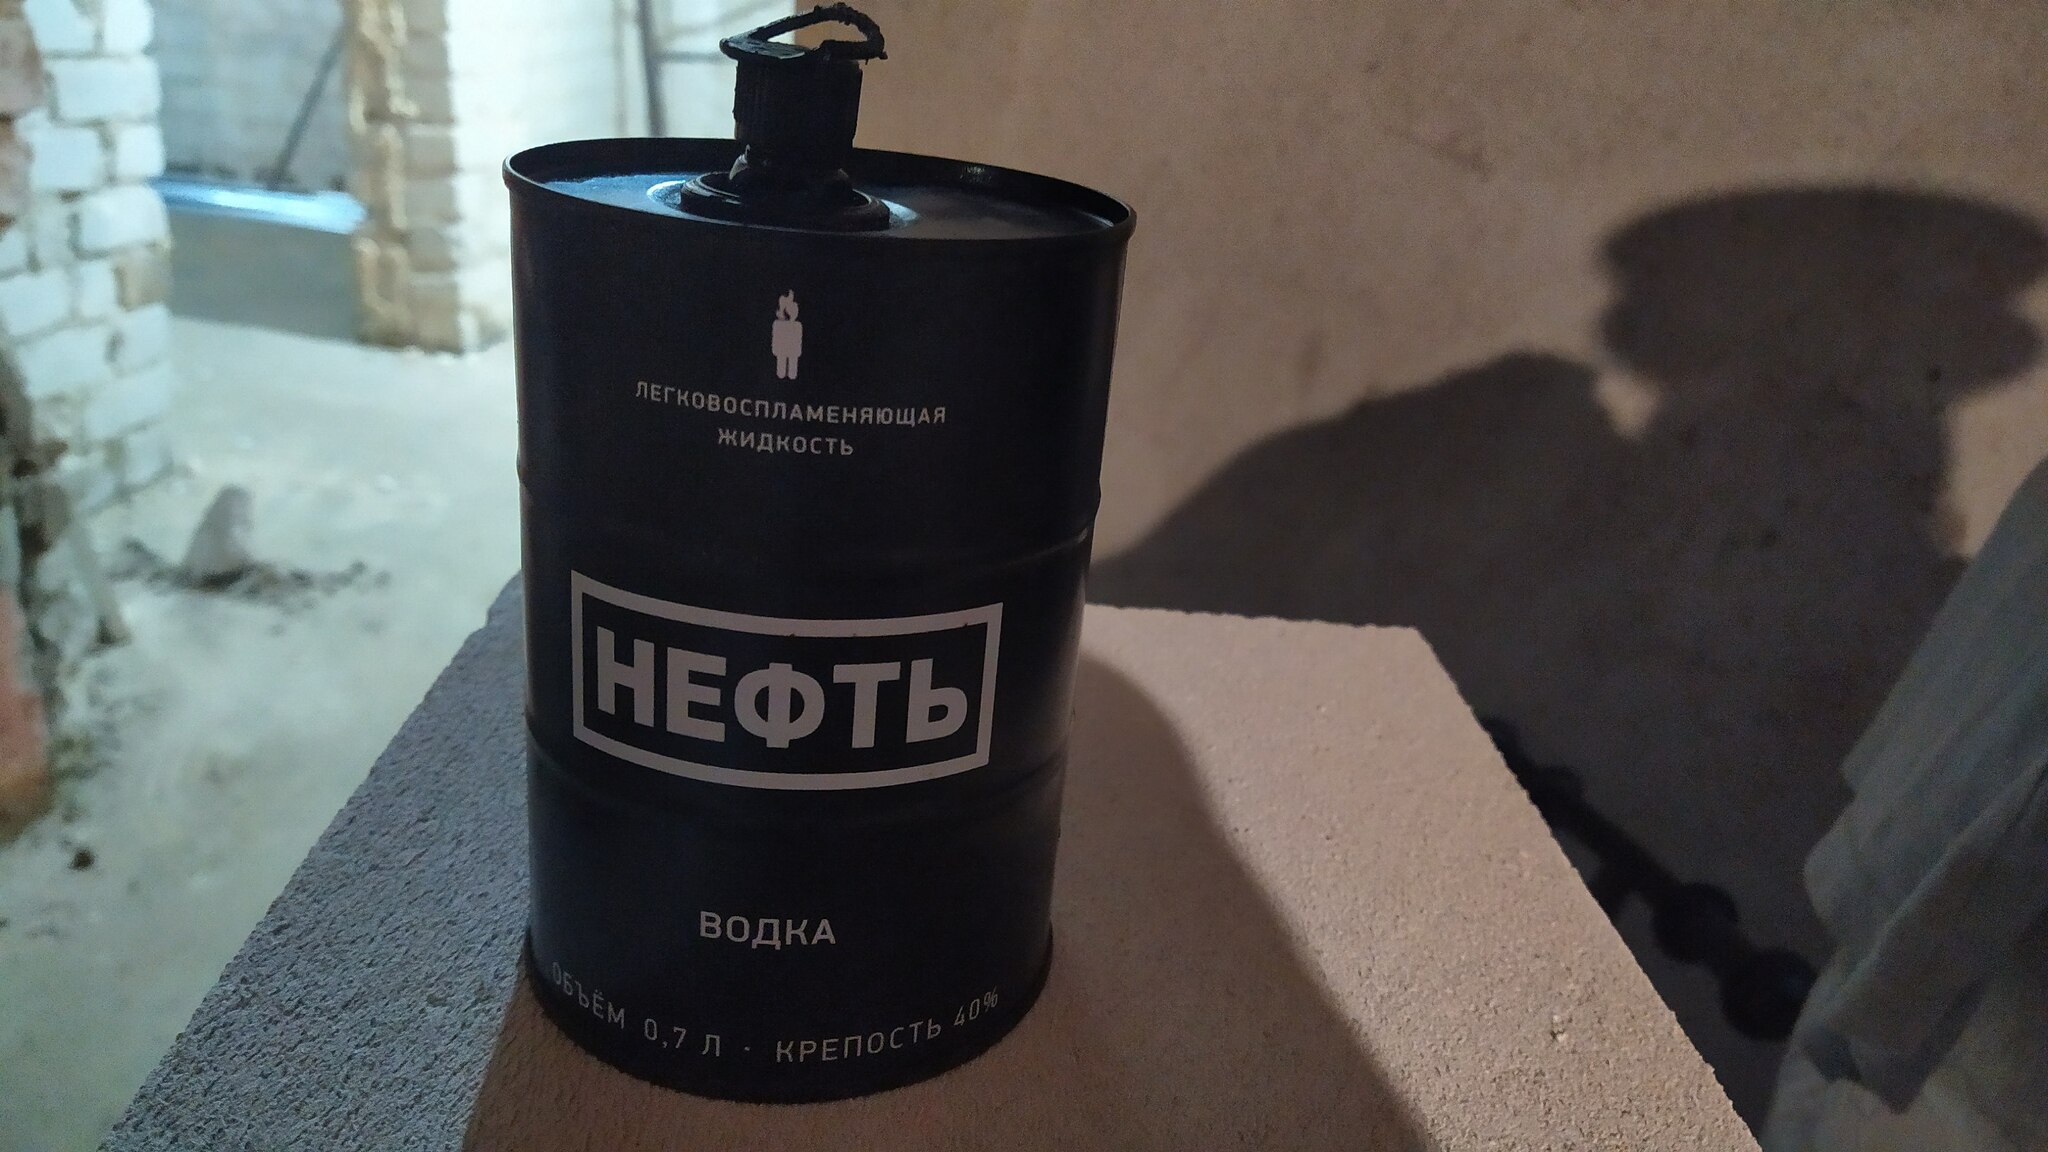 ЛЕГКОВОСПЛАМЕНЯЮЩАЯ
ЖИДКОСТЬ
НЕФТЬ
ВОДКА
ОБЪЁМ 0,7 Л · КРЕПОСТЬ 40%